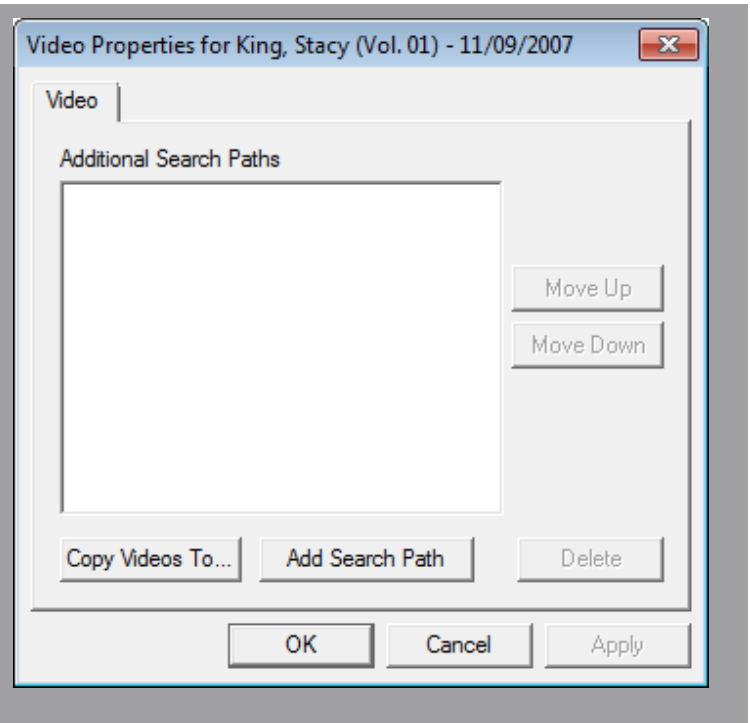 Video Properties for King, Stacy (Vol. 01) - 11/09/2007
Video
Additional Search Paths
Move Up
Move Down
Copy Videos To... Add Search Path Delete
OK Cancel Apply